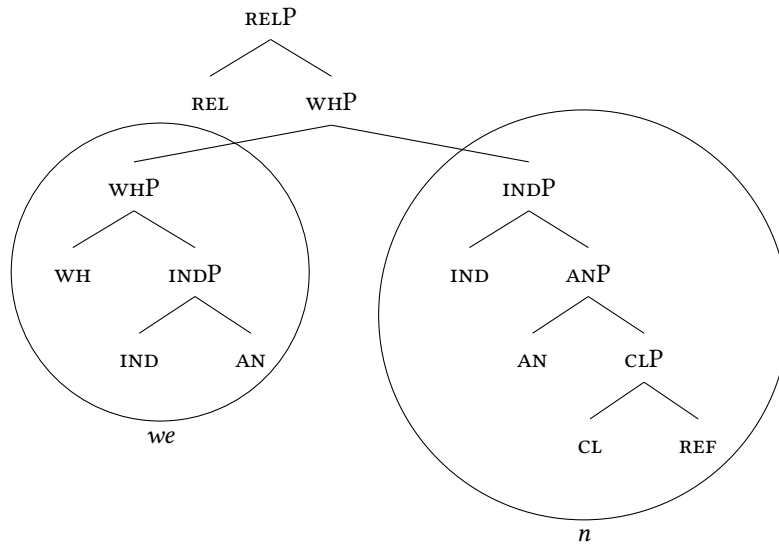 RELP
REL WHP
WHP INDP
WH INDP IND ANP
IND AN AN CLP
we
CL REF
n